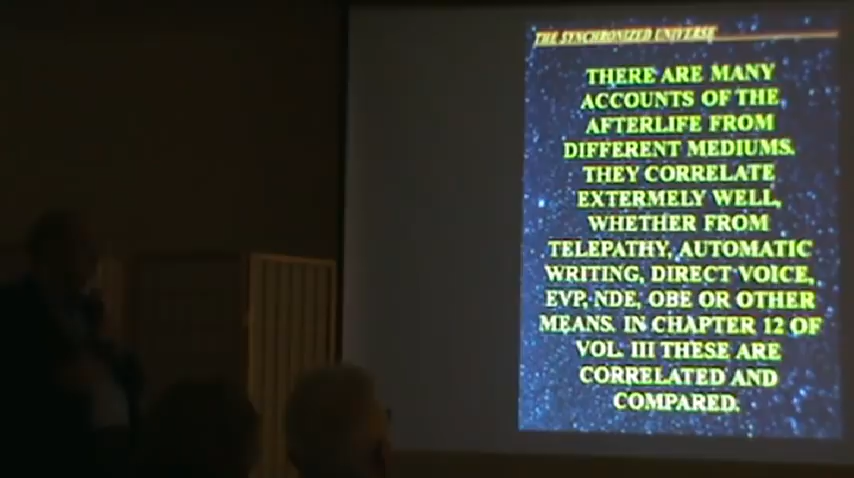 THE SYNCHRONIZED UNIVERSE
THERE ARE MANY
ACCOUNTS OF THE
AFTERLIFE FROM
DIFFERENT MEDIUMS.
THEY CORRELATE
EXTERMELY WELL,
WHETHER FROM
TELEPATHY, AUTOMATIC
WRITING, DIRECT VOICE,
EVP, NDE, OBE OR OTHER
MEANS. IN CHAPTER 12 OF
VOL. III THESE ARE
CORRELATED AND
COMPARED.